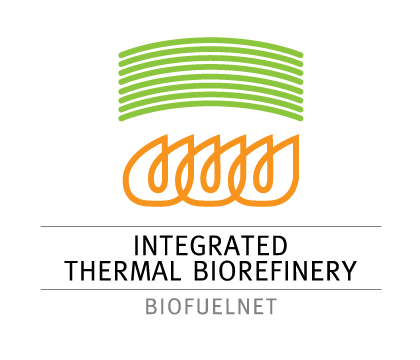 INTEGRATED
THERMAL BIOREFINERY
BIOFUELNET